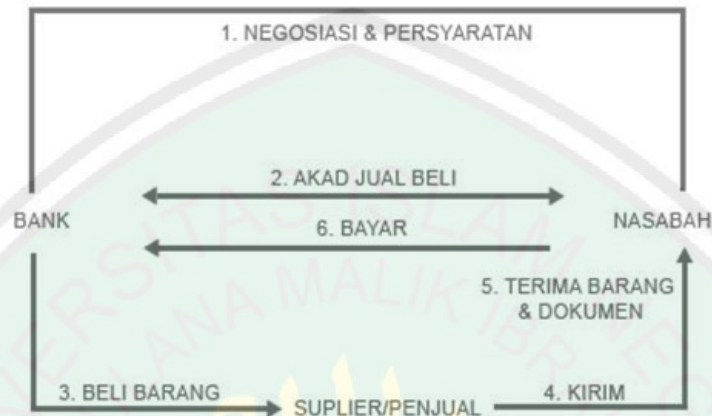 1. NEGOSIASI & PERSYARATAN
2. AKAD JUAL BELI
BANK
NASABAH
6. BAYAR
5. TERIMA BARANG
& DOKUMEN
3. BELI BARANG
SUPLIER/PENJUAL
4. KIRIM